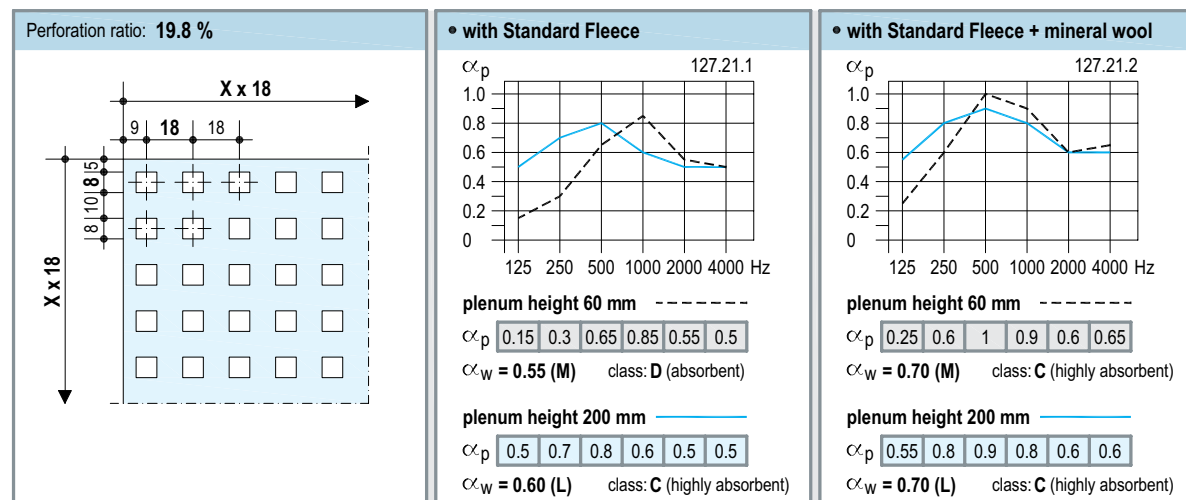 Perforation ratio: 19.8 %
X x 18
9 18 18
5
8
10
8
X x 18
• with Standard Fleece
αp 127.21.1
1.0
0.8
0.6
0.4
0.2
0
125 250 500 1000 2000 4000 Hz
plenum height 60 mm
αp 0.15 0.3 0.65 0.85 0.55 0.5
αw = 0.55 (M) class: D (absorbent)
plenum height 200 mm
αp 0.5 0.7 0.8 0.6 0.5 0.5
αw = 0.60 (L) class: C (highly absorbent)
• with Standard Fleece + mineral wool
αp 127.21.2
1.0
0.8
0.6
0.4
0.2
0
125 250 500 1000 2000 4000 Hz
plenum height 60 mm
αp 0.25 0.6 1 0.9 0.6 0.65
αw = 0.70 (M) class: C (highly absorbent)
plenum height 200 mm
αp 0.55 0.8 0.9 0.8 0.6 0.6
αw = 0.70 (L) class: C (highly absorbent)